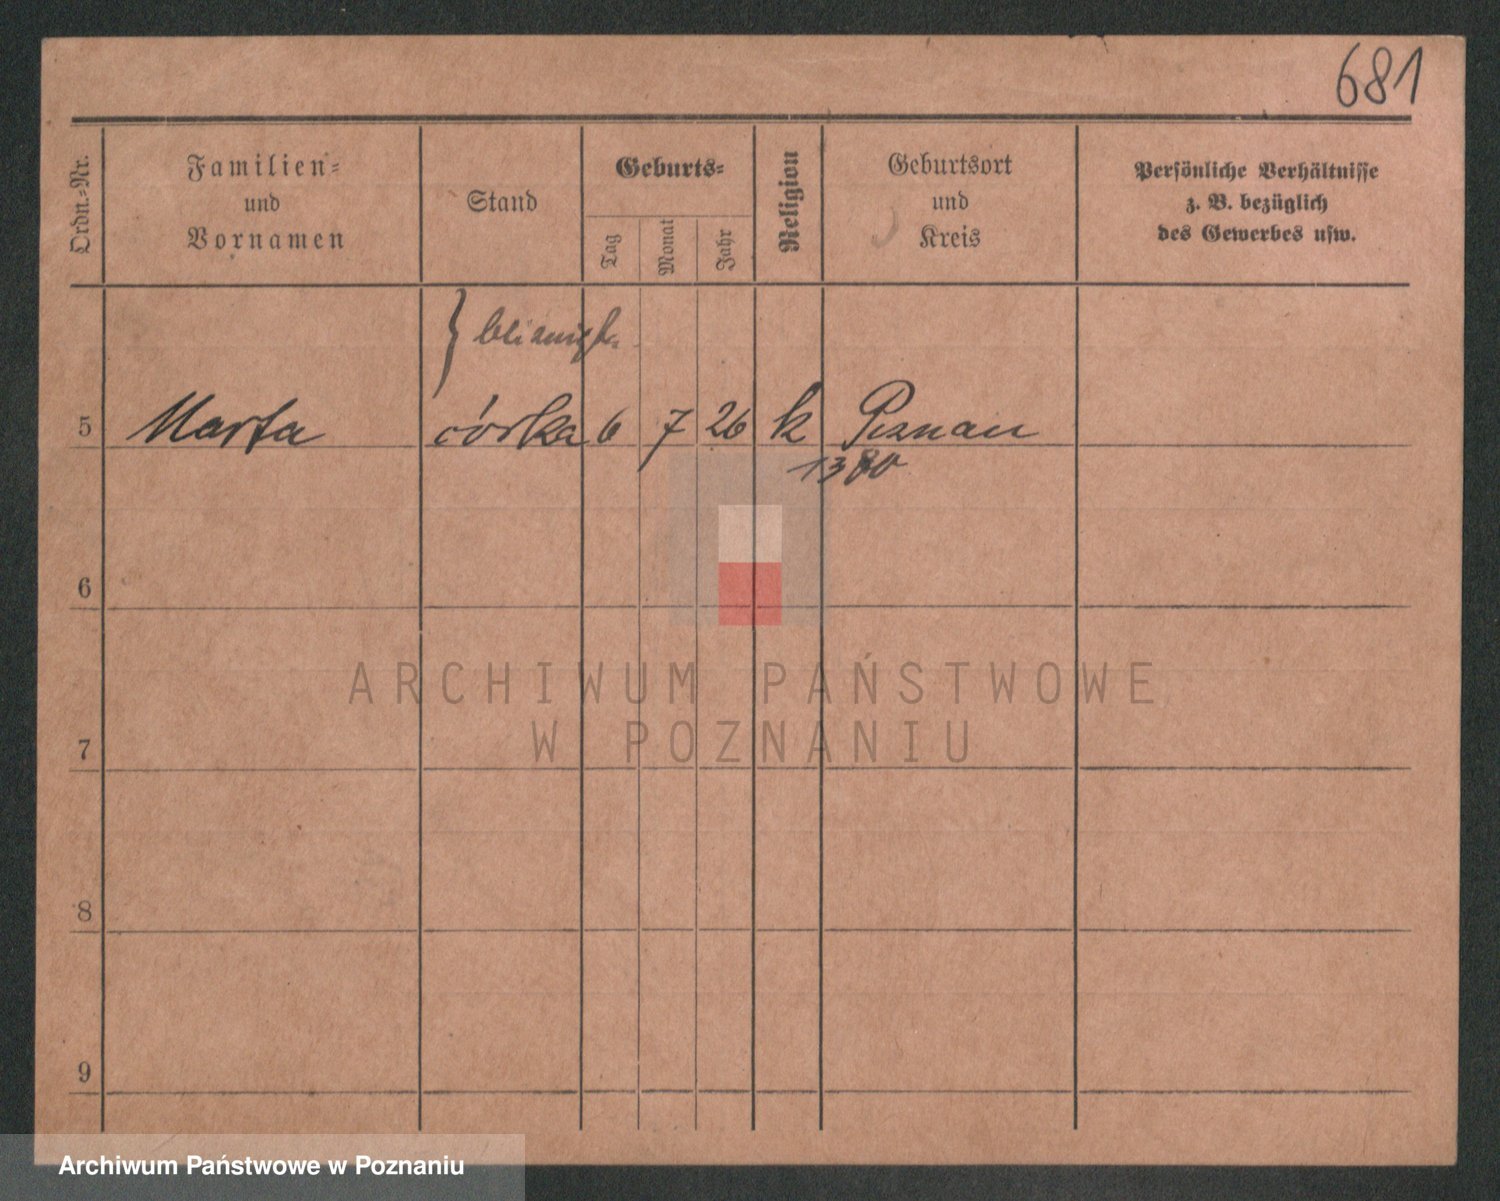 681
Ordn.=Nr.
Familien=
und
Vornamen
Stand
Geburts=
Tag
Monat
Jahr
Religion
Geburtsort
und
Kreis
Persönliche Verhältnisse
z. B. bezüglich
des Gewerbes usw.
5 Marta córka 6 7 26 k Poznan
1380
6
7
8
9
ARCHIWUM PAŃSTWOWE
W POZNANIU
Archiwum Państwowe w Poznaniu